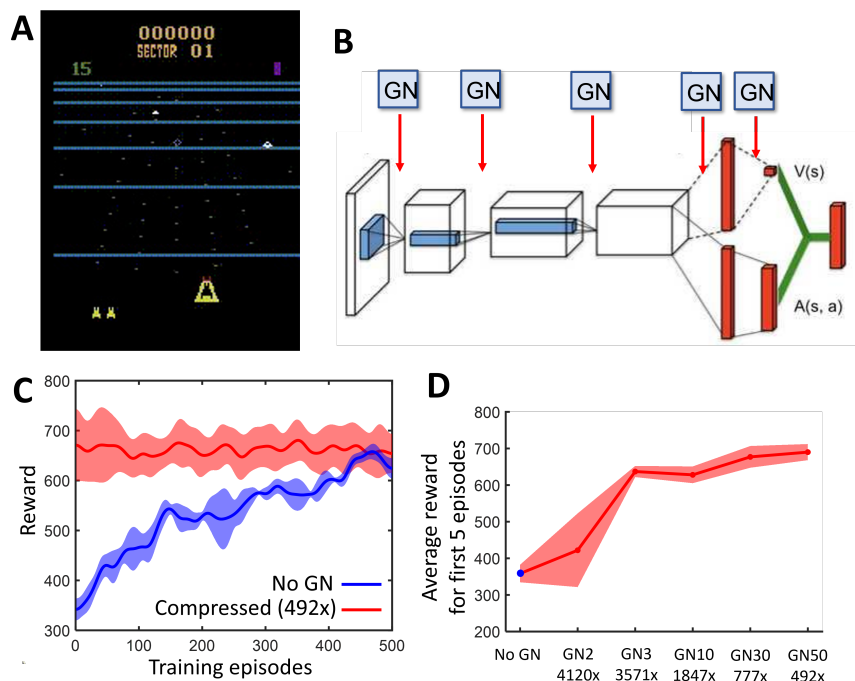 A
000000
SECTOR 01
15
B
GN GN GN GN GN
V(s)
A(s, a)
C
800
700
600
500
400
300
0 100 200 300 400 500
Reward
Training episodes
No GN
Compressed (492x)
D
800
700
600
500
400
300
200
Average reward
for first 5 episodes
No GN GN2 GN3 GN10 GN30 GN50
4120x 3571x 1847x 777x 492x